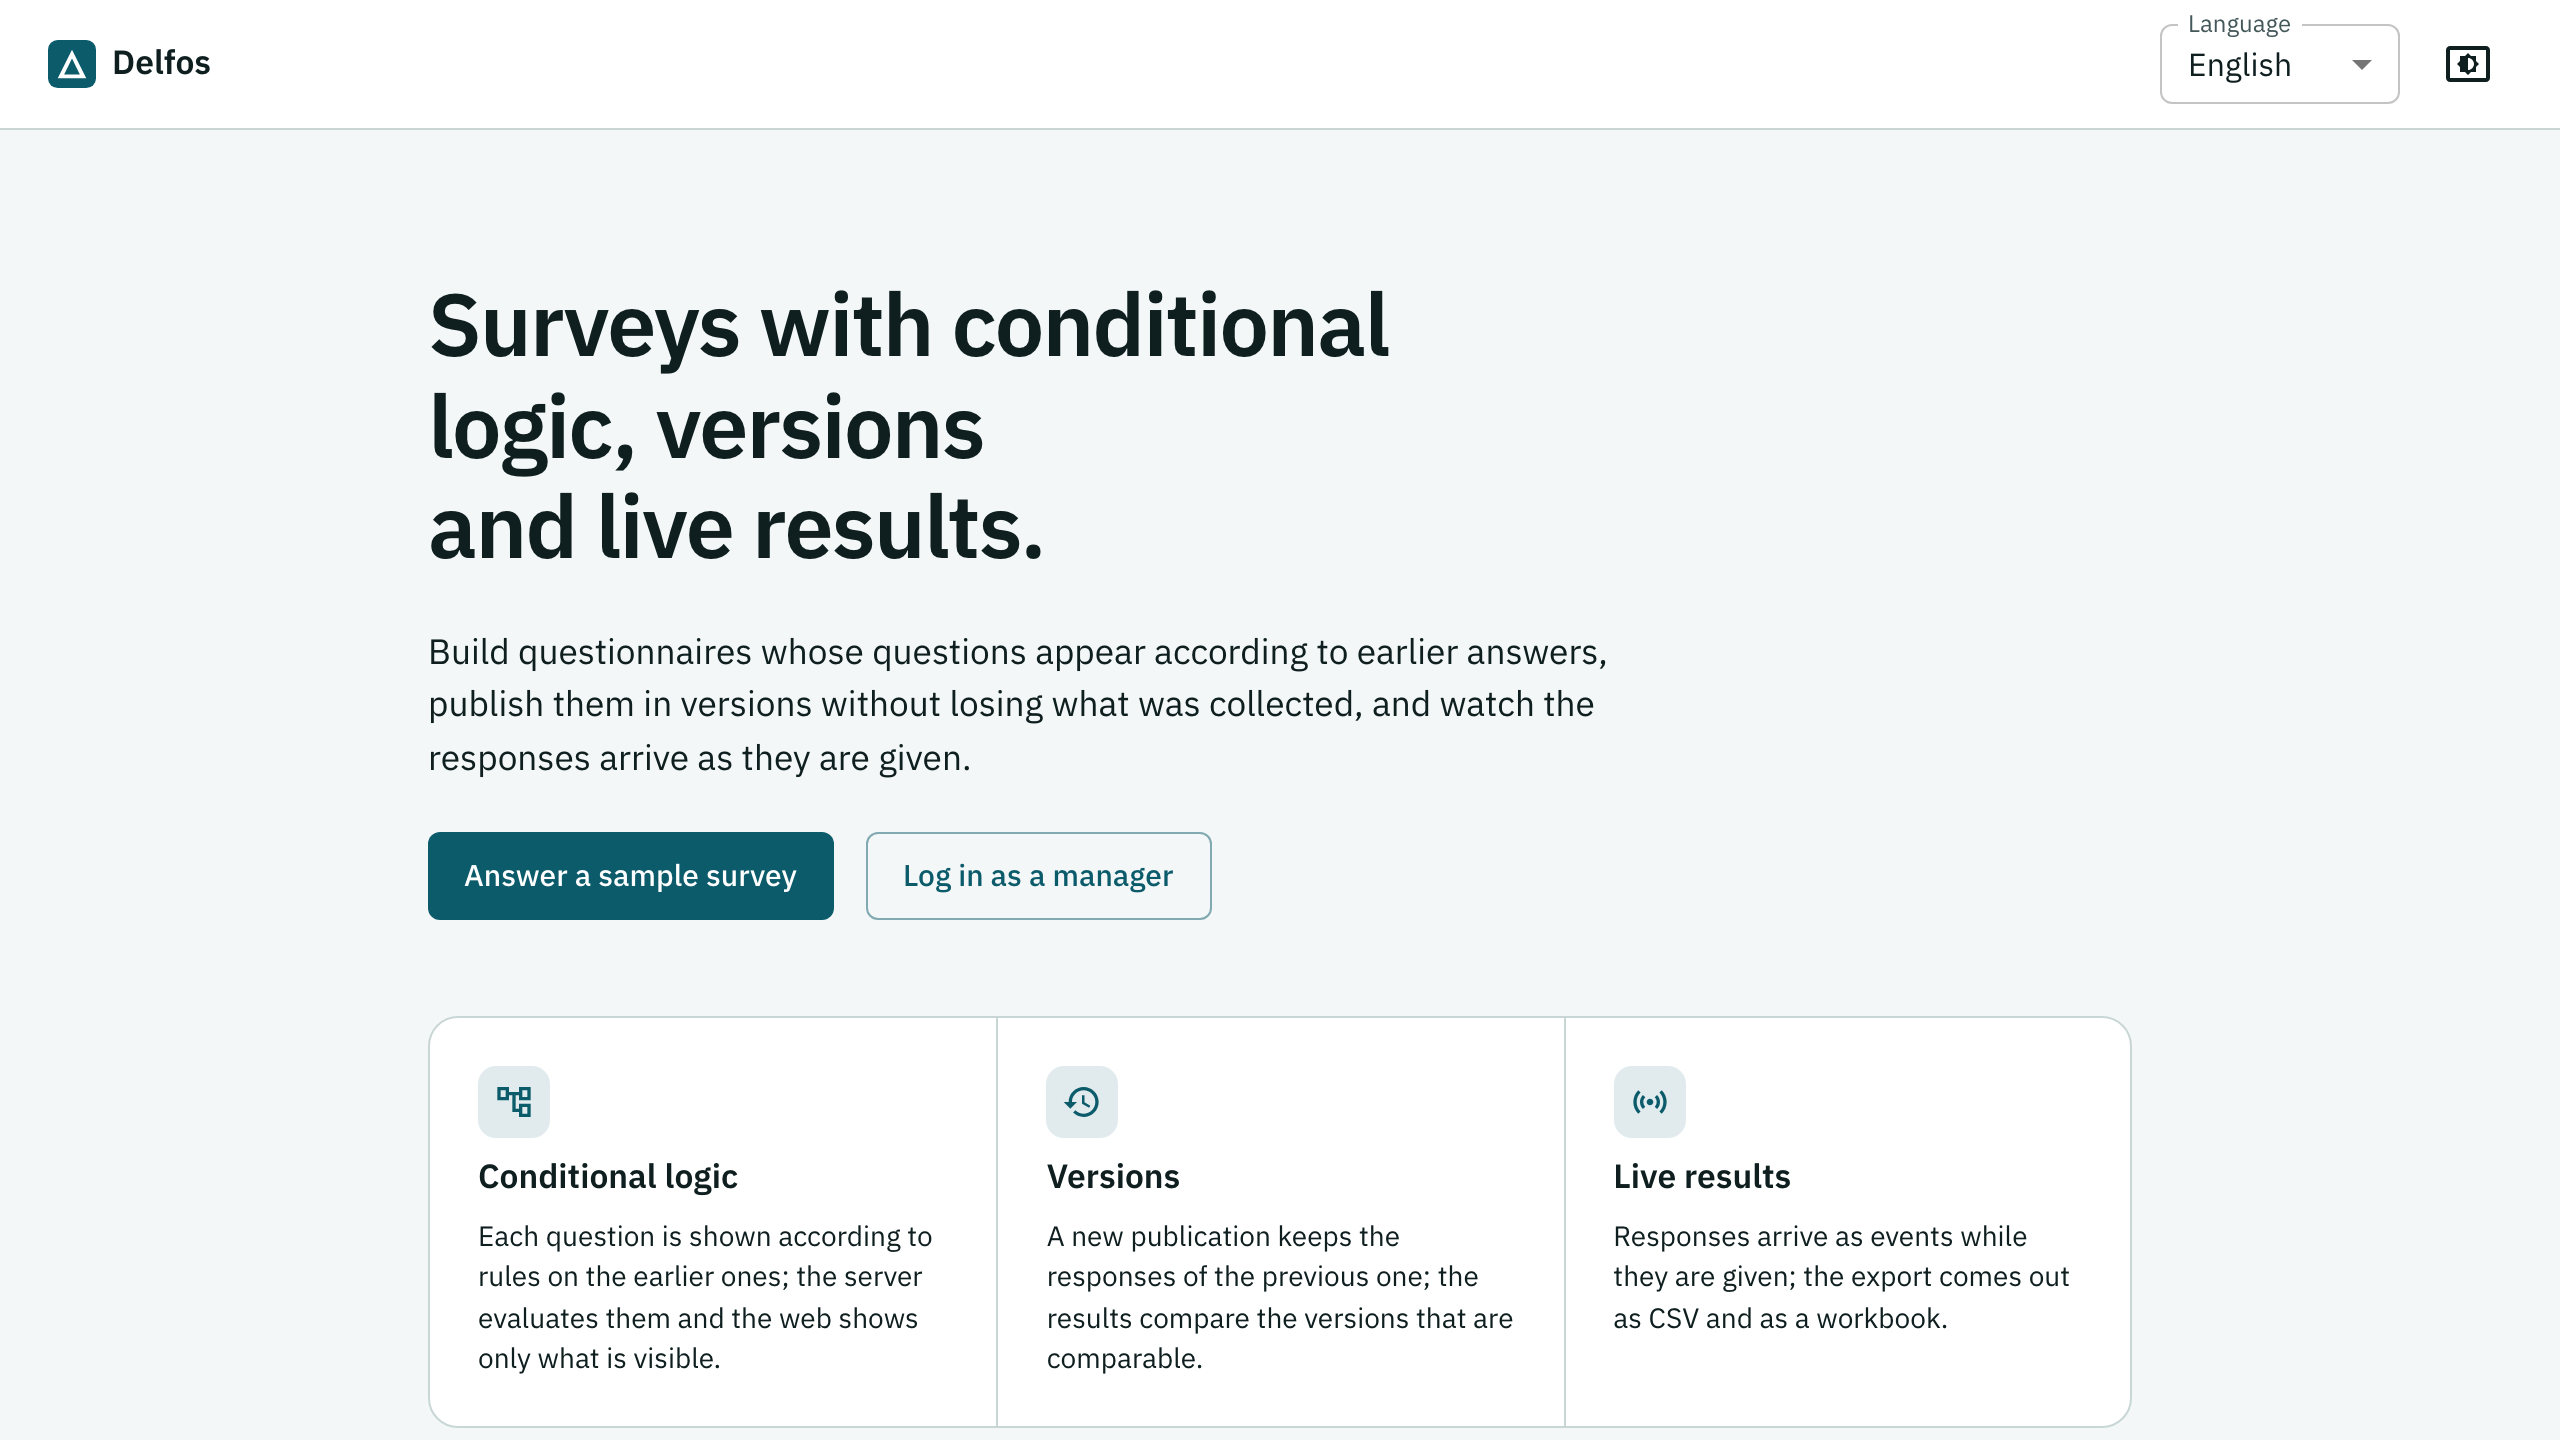 Delfos
Language
English
Surveys with conditional
logic, versions
and live results.
Build questionnaires whose questions appear according to earlier answers,
publish them in versions without losing what was collected, and watch the
responses arrive as they are given.
Answer a sample survey
Log in as a manager
Conditional logic
Each question is shown according to
rules on the earlier ones; the server
evaluates them and the web shows
only what is visible.
Versions
A new publication keeps the
responses of the previous one; the
results compare the versions that are
comparable.
Live results
Responses arrive as events while
they are given; the export comes out
as CSV and as a workbook.